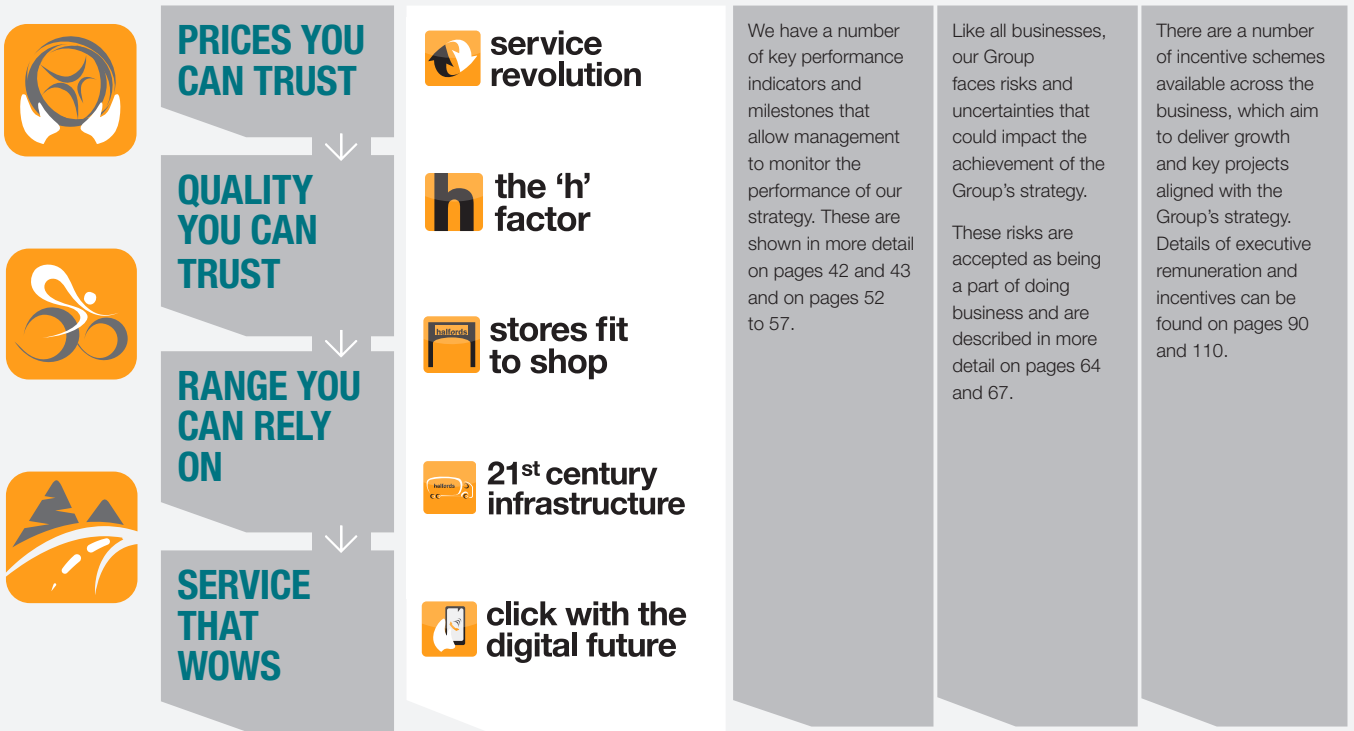 PRICES YOU
CAN TRUST
QUALITY
YOU CAN
TRUST
RANGE YOU
CAN RELY
ON
SERVICE
THAT
WOWS
service
revolution
h
the ‘h’
factor
halfords
stores fit
to shop
halfords
21st century
infrastructure
click with the
digital future
We have a number
of key performance
indicators and
milestones that
allow management
to monitor the
performance of our
strategy. These are
shown in more detail
on pages 42 and 43
and on pages 52
to 57.
Like all businesses,
our Group
faces risks and
uncertainties that
could impact the
achievement of the
Group’s strategy.
These risks are
accepted as being
a part of doing
business and are
described in more
detail on pages 64
and 67.
There are a number
of incentive schemes
available across the
business, which aim
to deliver growth
and key projects
aligned with the
Group’s strategy.
Details of executive
remuneration and
incentives can be
found on pages 90
and 110.